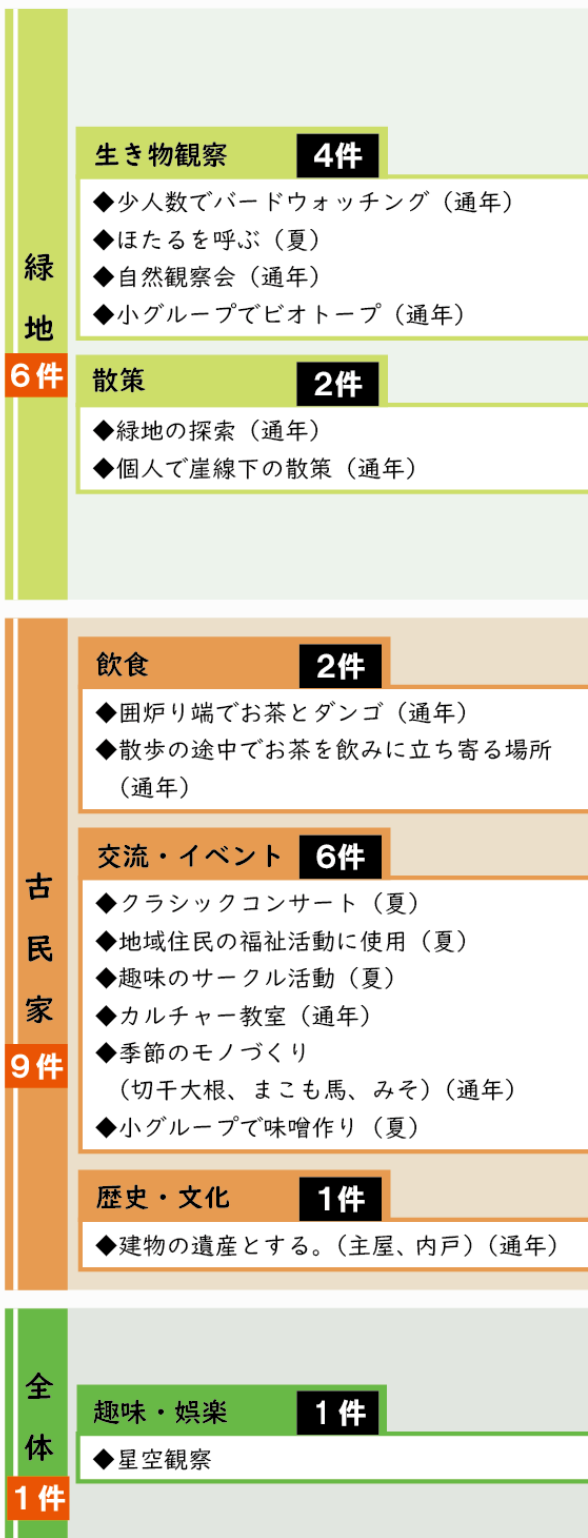 緑地
6件
生き物観察 4件
◆少人数でバードウォッチング（通年）
◆ほたるを呼ぶ（夏）
◆自然観察会（通年）
◆小グループでビオトープ（通年）
散策 2件
◆緑地の探索（通年）
◆個人で崖線下の散策（通年）
古民家
9件
飲食 2件
◆囲炉り端でお茶とダンゴ（通年）
◆散歩の途中でお茶を飲みに立ち寄る場所
（通年）
交流・イベント 6件
◆クラシックコンサート（夏）
◆地域住民の福祉活動に使用（夏）
◆趣味のサークル活動（夏）
◆カルチャー教室（通年）
◆季節のモノづくり
（切干大根、まこも馬、みそ）（通年）
◆小グループで味噌作り（夏）
歴史・文化 1件
◆建物の遺産とする。（主屋、内戸）（通年）
全体
1件
趣味・娯楽 1件
◆星空観察